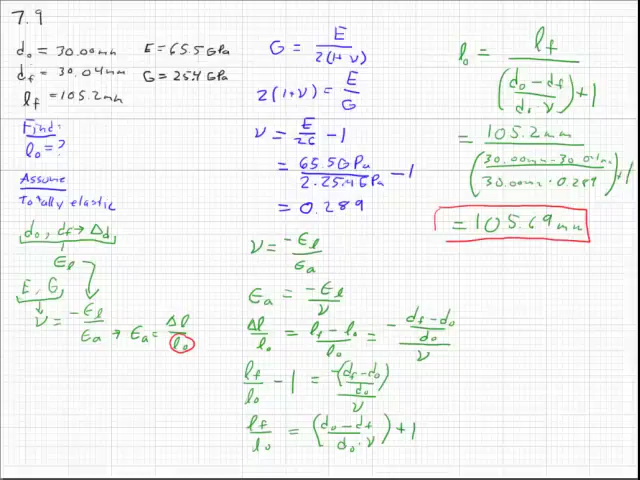 7.9
d₀ = 30.00mm E = 65.5 GPa
d_f = 30.04mm G = 25.4 GPa
l_f = 105.2mm
Find:
l₀ = ?
Assume
Totally elastic
d₀, d_f → Δd
ϵ_l
E, G
ν = -ϵ_l/ϵ_a → ϵ_a = Δl/l₀
G = E/2(1+ν)
2(1+ν) = E/G
ν = E/2G - 1
= 65.5GPa/2·25.4GPa - 1
= 0.289
ν = -ϵ_l/ϵ_a
ϵ_a = -ϵ_l/ν
Δl/l₀ = (l_f - l₀)/l₀ = -((d_f - d₀)/d₀)/ν
l_f/l₀ - 1 = (-(d_f - d₀)/d₀)/ν
l_f/l₀ = ((d₀ - d_f)/(d₀·ν)) + 1
l₀ = l_f/(((d₀ - d_f)/(d₀·ν)) + 1)
= 105.2mm/(((30.00mm - 30.04mm)/(30.00mm·0.289)) + 1)
= 105.69mm